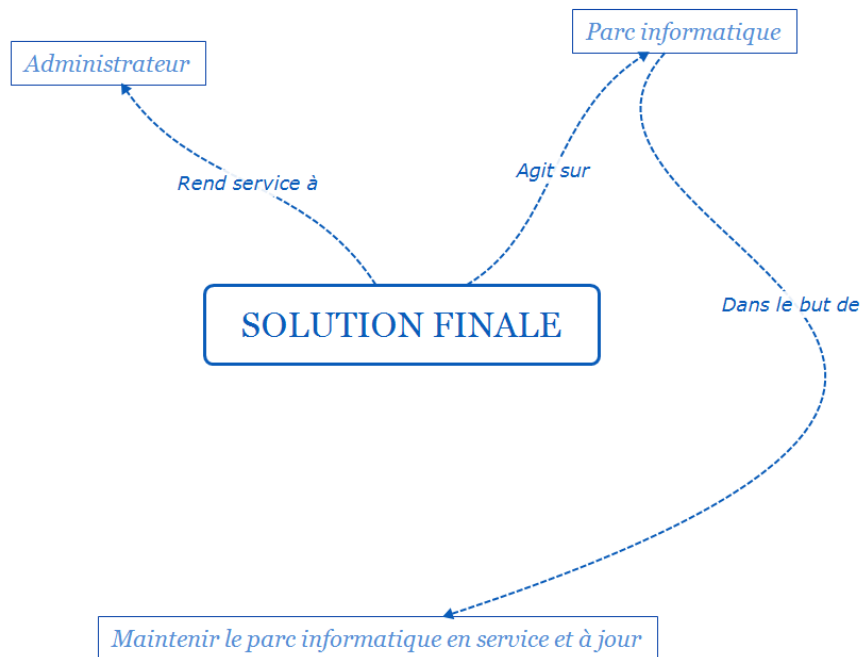 Parc informatique
Administrateur
Agit sur
Rend service à
SOLUTION FINALE
Dans le but de
Maintenir le parc informatique en service et à jour